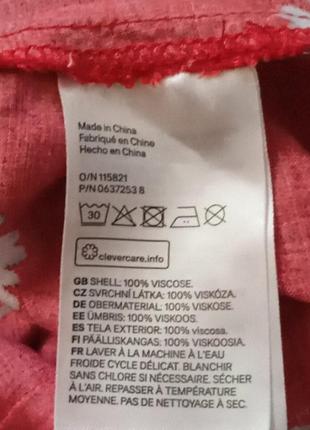 Made in China
Fabriqué en Chine
Hecho en China
O/N 115821
P/N 0637253 8
30
clevercare.info
GB SHELL: 100% VISCOSE.
CZ SVRCHNÍ LÁTKA: 100% VISKÓZA.
DE OBERMATERIAL: 100% VISKOSE.
EE ÜMBRIS: 100% VISKOOS.
ES TELA EXTERIOR: 100% viscosa.
FI PÄÄLLISKANGAS: 100% VISKOOSIA.
FR LAVER À LA MACHINE À L'EAU
FROIDE CYCLE DÉLICAT. BLANCHIR
SANS CHLORE SI NÉCESSAIRE. SÉCHER
À L'AIR. REPASSER À TEMPÉRATURE
MOYENNE. PAS DE NETTOYAGE À SEC.